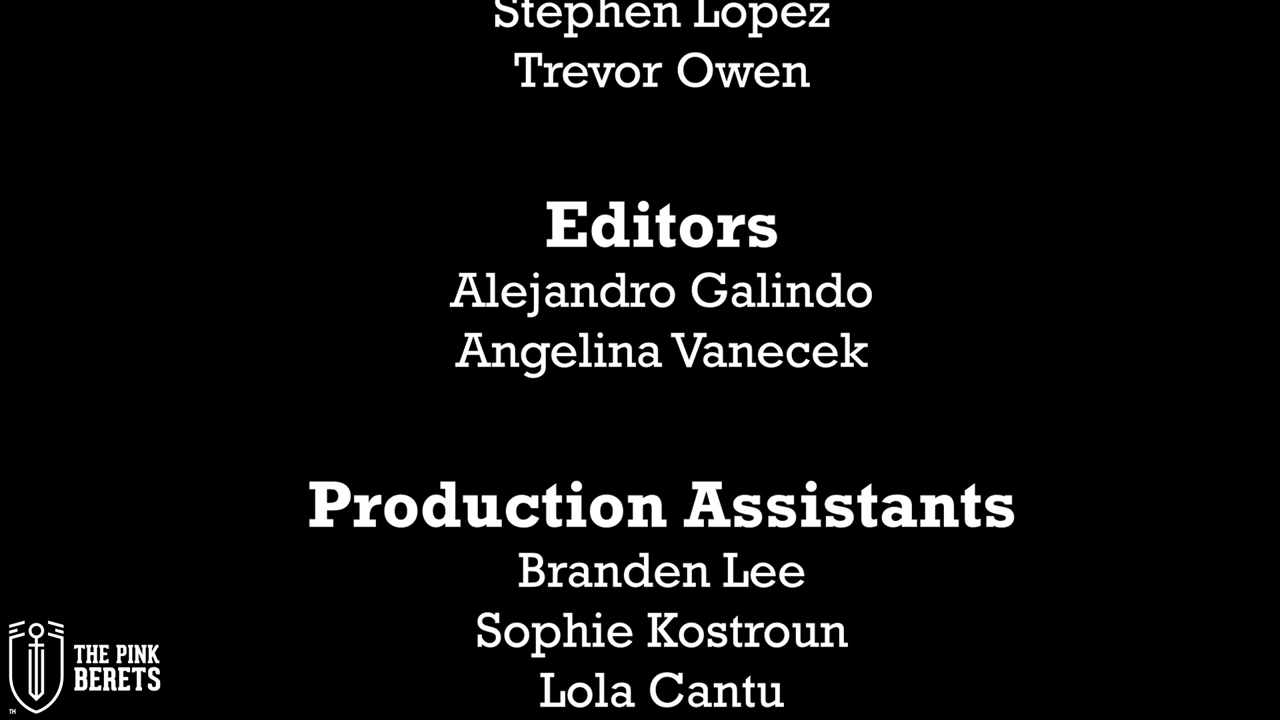 Stephen Lopez
Trevor Owen
Editors
Alejandro Galindo
Angelina Vanecek
Production Assistants
Branden Lee
Sophie Kostroun
Lola Cantu
THE PINK
BERETS
TM